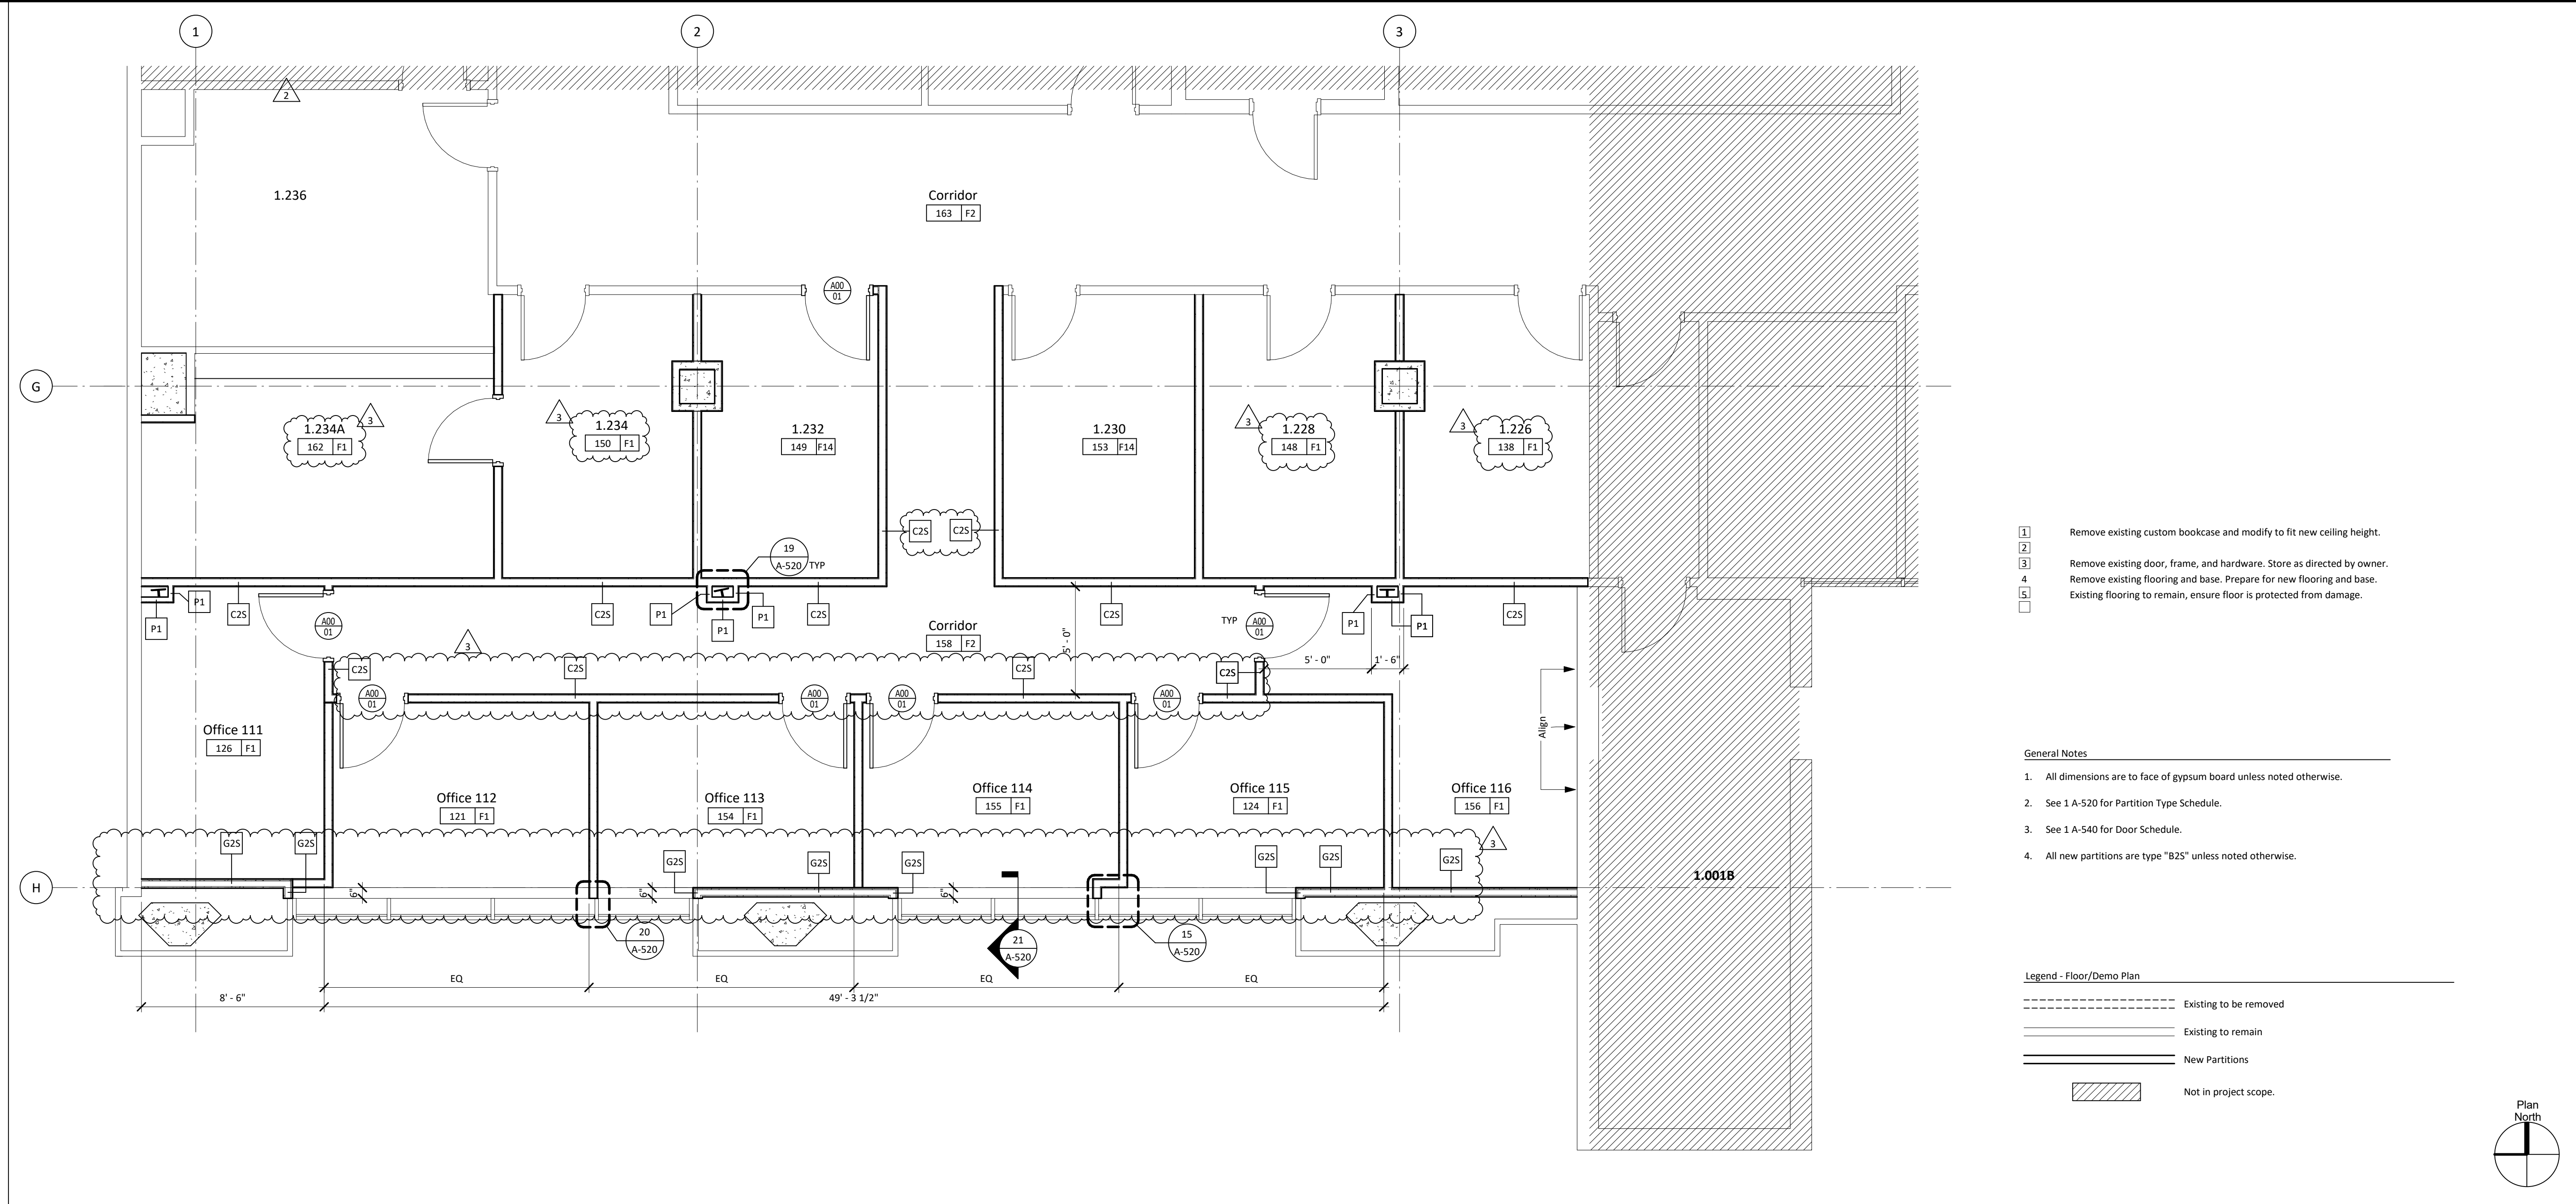 1
2
3
2
1.236
Corridor
163 F2
A00
01
G
1.234A
162 F1
3
3
1.234
150 F1
1.232
149 F14
1.230
153 F14
3
1.228
148 F1
3
1.226
138 F1
C2S C2S
19
A-520
TYP
P1
P1
C2S
A00
01
C2S
P1
P1
P1
C2S
Corridor
158 F2
5' - 0"
C2S
TYP
A00
01
P1
P1
C2S
3
C2S
C2S
C2S
C2S
5' - 0"
1' - 6"
A00
01
A00
01
A00
01
A00
01
Align
Office 111
126 F1
Office 112
121 F1
Office 113
154 F1
Office 114
155 F1
Office 115
124 F1
Office 116
156 F1
G2S
G2S
G2S
G2S
G2S
G2S
G2S
G2S
3
H
6"
6"
6"
1.001B
20
A-520
21
A-520
15
A-520
EQ
EQ
EQ
EQ
8' - 6"
49' - 3 1/2"
1 Remove existing custom bookcase and modify to fit new ceiling height.
2
3 Remove existing door, frame, and hardware. Store as directed by owner.
4 Remove existing flooring and base. Prepare for new flooring and base.
5 Existing flooring to remain, ensure floor is protected from damage.
General Notes
1. All dimensions are to face of gypsum board unless noted otherwise.
2. See 1 A-520 for Partition Type Schedule.
3. See 1 A-540 for Door Schedule.
4. All new partitions are type "B2S" unless noted otherwise.
Legend - Floor/Demo Plan
Existing to be removed
Existing to remain
New Partitions
Not in project scope.
Plan
North